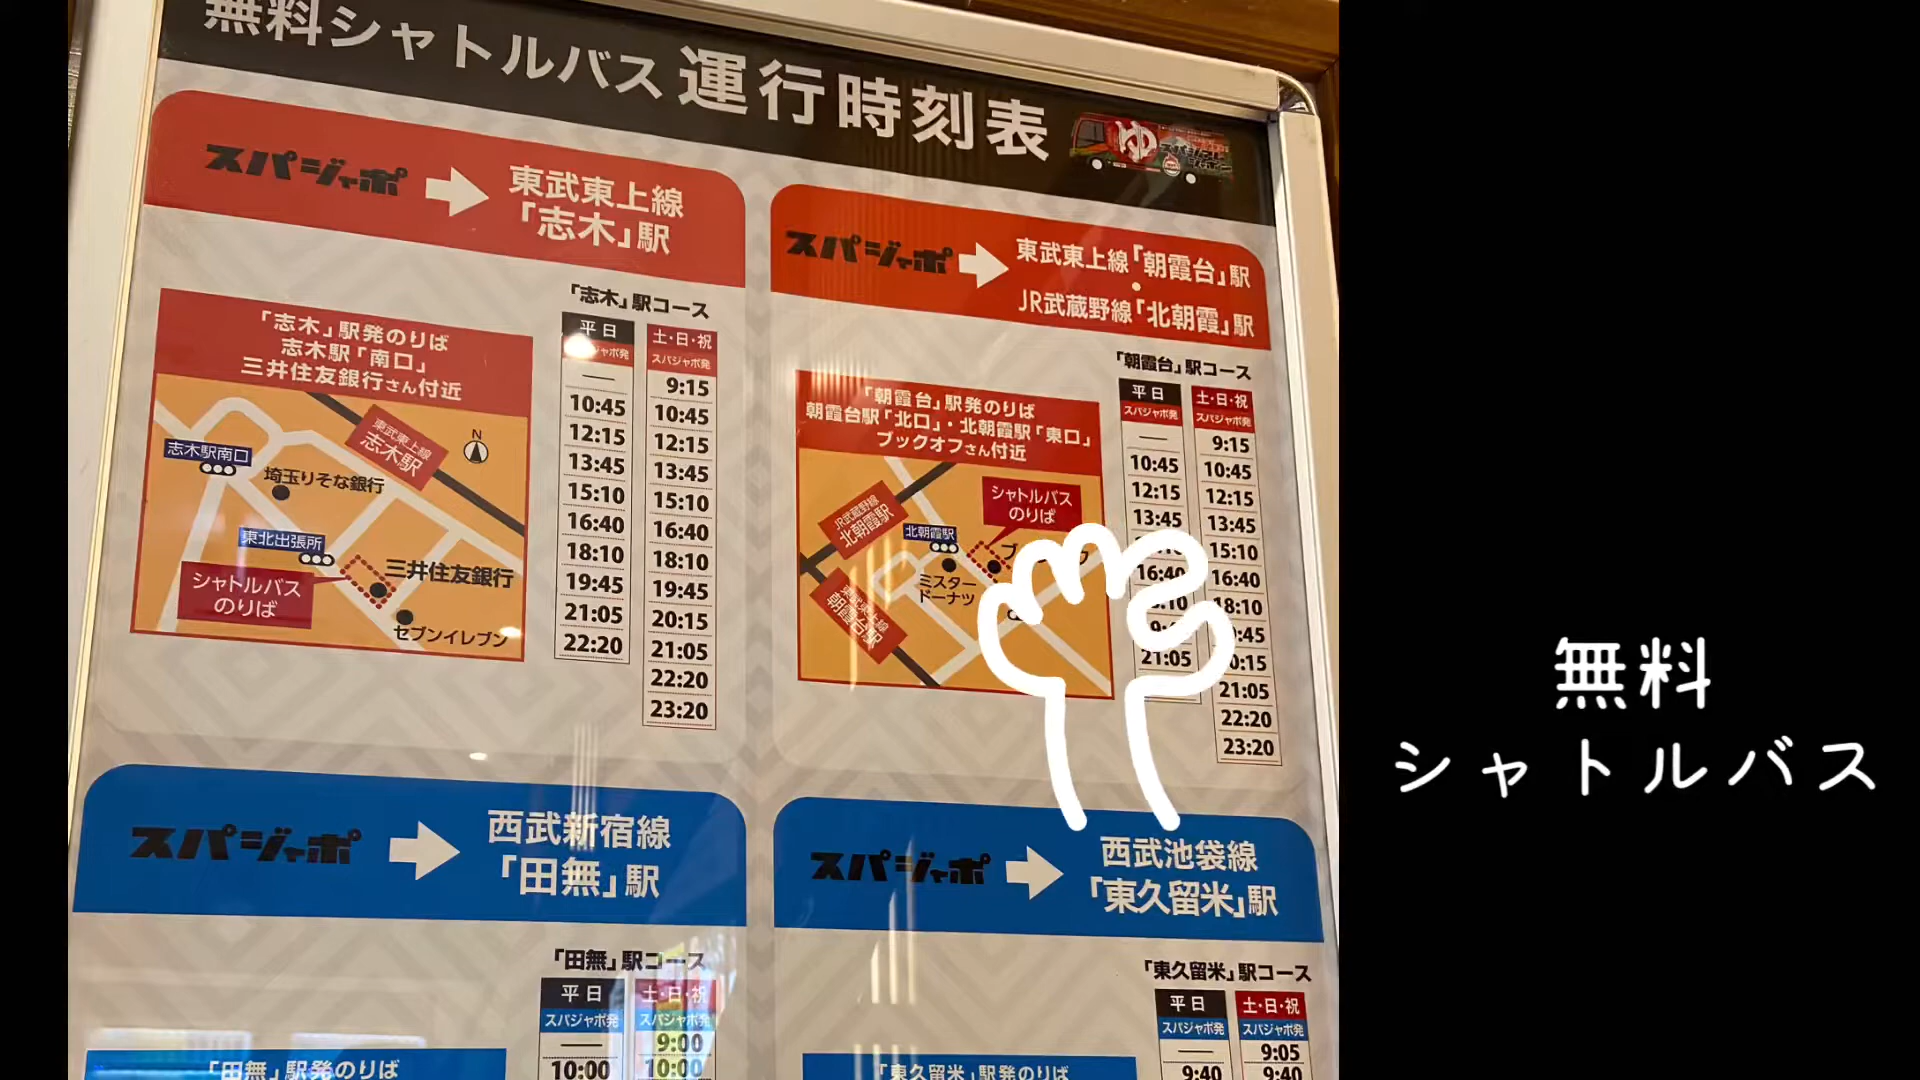 無料シャトルバス 運行時刻表
ゆ
スパジャポ
東武東上線
「志木」駅
「志木」駅発のりば
志木駅「南口」
三井住友銀行さん付近
東武東上線
志木駅
N
志木駅南口
埼玉りそな銀行
東北出張所
三井住友銀行
シャトルバス
のりば
セブンイレブン
「志木」駅コース
平日 土・日・祝
スパジャポ発
— 9:15
10:45 10:45
12:15 12:15
13:45 13:45
15:10 15:10
16:40 16:40
18:10 18:10
19:45 19:45
21:05 20:15
22:20 21:05
22:20
23:20
スパジャポ
東武東上線「朝霞台」駅
・
JR武蔵野線「北朝霞」駅
「朝霞台」駅発のりば
朝霞台駅「北口」・北朝霞駅「東口」
ブックオフさん付近
JR武蔵野線
北朝霞駅
シャトルバス
のりば
北朝霞駅
ミスター
ドーナツ
東武東上線
朝霞台駅
「朝霞台」駅コース
平日 土・日・祝
スパジャポ発 スパジャポ発
— 9:15
10:45 10:45
12:15 12:15
13:45 13:45
15:10
16:40 16:40
18:10
21:05
21:05
22:20
23:20
スパジャポ
西武新宿線
「田無」駅
「田無」駅コース
平日 土・日・祝
スパジャポ発 スパジャポ発
— 9:00
10:00 10:00
「田無」駅発のりば
スパジャポ
西武池袋線
「東久留米」駅
「東久留米」駅コース
平日 土・日・祝
スパジャポ発 スパジャポ発
— 9:05
9:40 9:40
「東久留米」駅発のりば
無料
シャトルバス